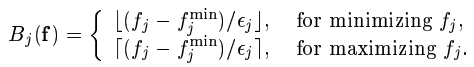 B_j(f) = { ⌊(f_j − f_j^min)/ϵ_j⌋, for minimizing f_j,
⌈(f_j − f_j^min)/ϵ_j⌉, for maximizing f_j.